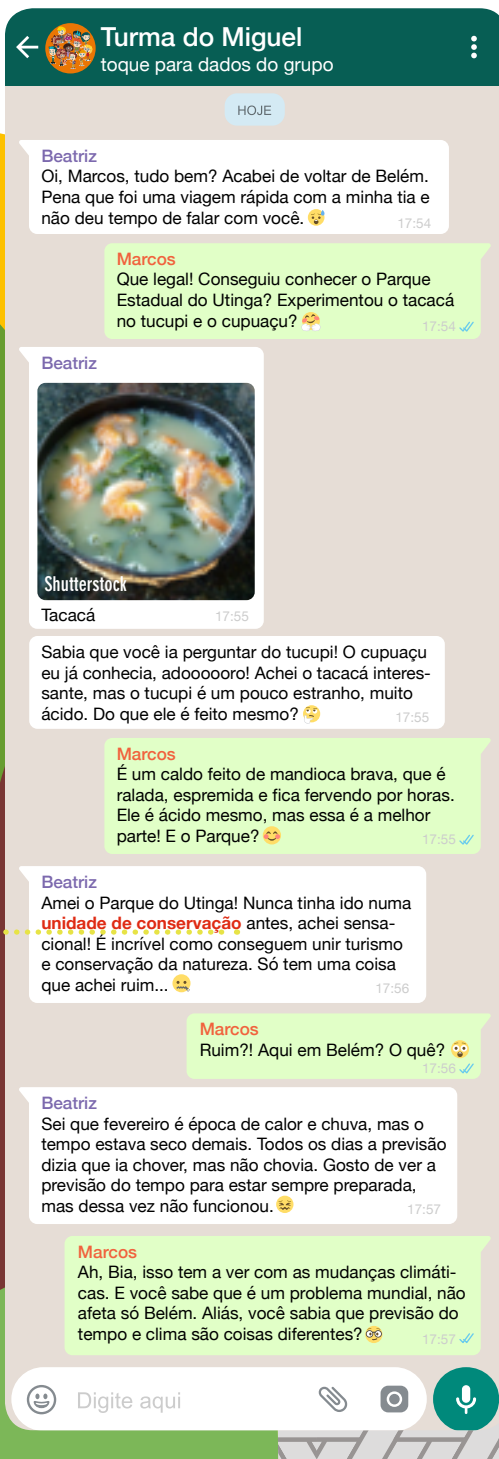 Turma do Miguel
toque para dados do grupo
HOJE
Beatriz
Oi, Marcos, tudo bem? Acabei de voltar de Belém.
Pena que foi uma viagem rápida com a minha tia e
não deu tempo de falar com você. 😅
17:54
Marcos
Que legal! Conseguiu conhecer o Parque
Estadual do Utinga? Experimentou o tacacá
no tucupi e o cupuaçu? 🤗
17:54
Beatriz
Shutterstock
Tacacá
17:55
Sabia que você ia perguntar do tucupi! O cupuaçu
eu já conhecia, adoooooro! Achei o tacacá interes-
sante, mas o tucupi é um pouco estranho, muito
ácido. Do que ele é feito mesmo? 🤔
17:55
Marcos
É um caldo feito de mandioca brava, que é
ralada, espremida e fica fervendo por horas.
Ele é ácido mesmo, mas essa é a melhor
parte! E o Parque? 😊
17:55
Beatriz
Amei o Parque do Utinga! Nunca tinha ido numa
unidade de conservação antes, achei sensa-
cional! É incrível como conseguem unir turismo
e conservação da natureza. Só tem uma coisa
que achei ruim... 🤐
17:56
Marcos
Ruim?! Aqui em Belém? O quê? 😲
17:56
Beatriz
Sei que fevereiro é época de calor e chuva, mas o
tempo estava seco demais. Todos os dias a previsão
dizia que ia chover, mas não chovia. Gosto de ver a
previsão do tempo para estar sempre preparada,
mas dessa vez não funcionou. 😖
17:57
Marcos
Ah, Bia, isso tem a ver com as mudanças climáti-
cas. E você sabe que é um problema mundial, não
afeta só Belém. Aliás, você sabia que previsão do
tempo e clima são coisas diferentes? 🤓
17:57
Digite aqui